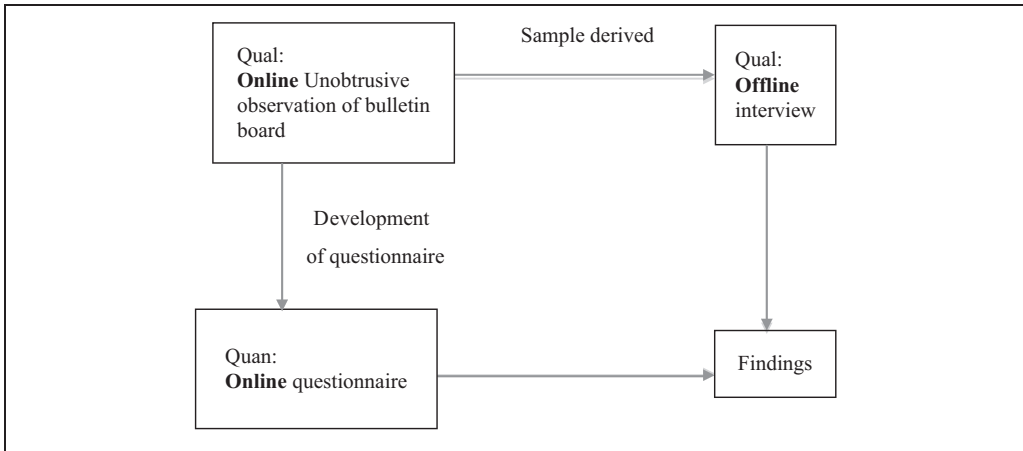 Qual:
Online Unobtrusive
observation of bulletin
board
Sample derived
Qual:
Offline
interview
Development
of questionnaire
Quan:
Online questionnaire
Findings